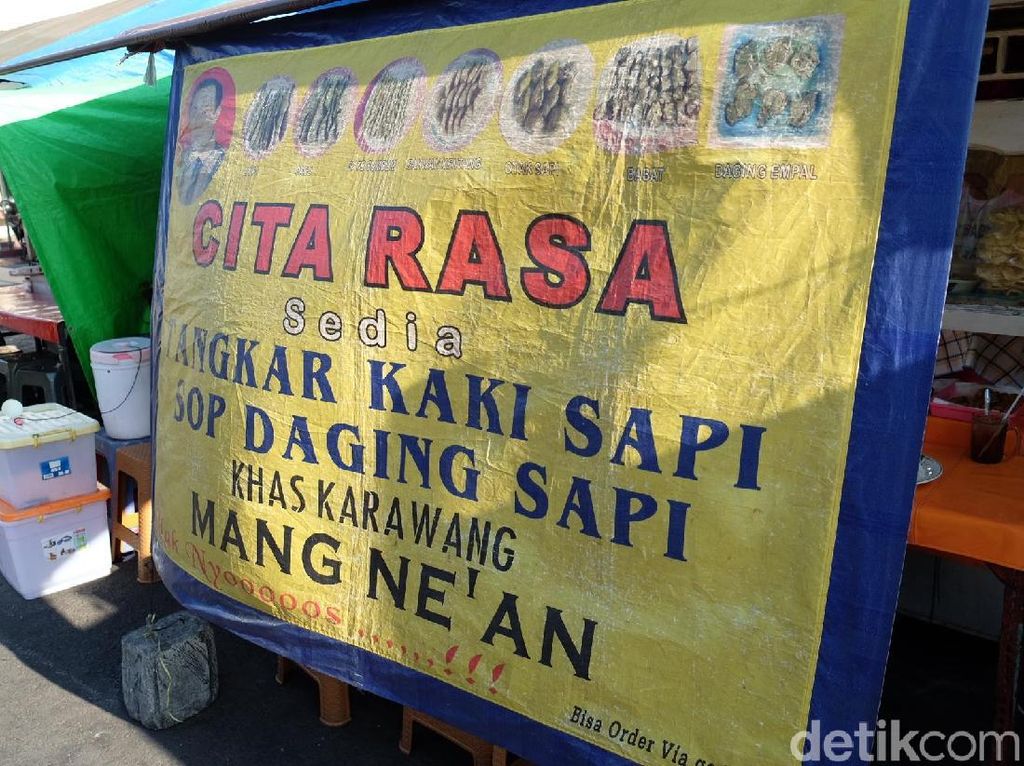 BABAT
DAGING EMPAL
CITA RASA
Sedia
TANGKAR KAKI SAPI
SOP DAGING SAPI
KHAS KARAWANG
MANG NE'AN
Nyoooooos ......!!!
Bisa Order Via
detikcom